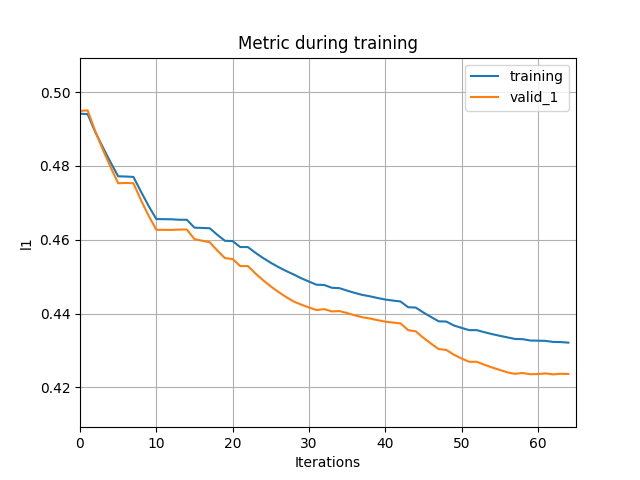 Metric during training
training
valid_1
0.50
0.48
0.46
0.44
0.42
l1
0 10 20 30 40 50 60
Iterations